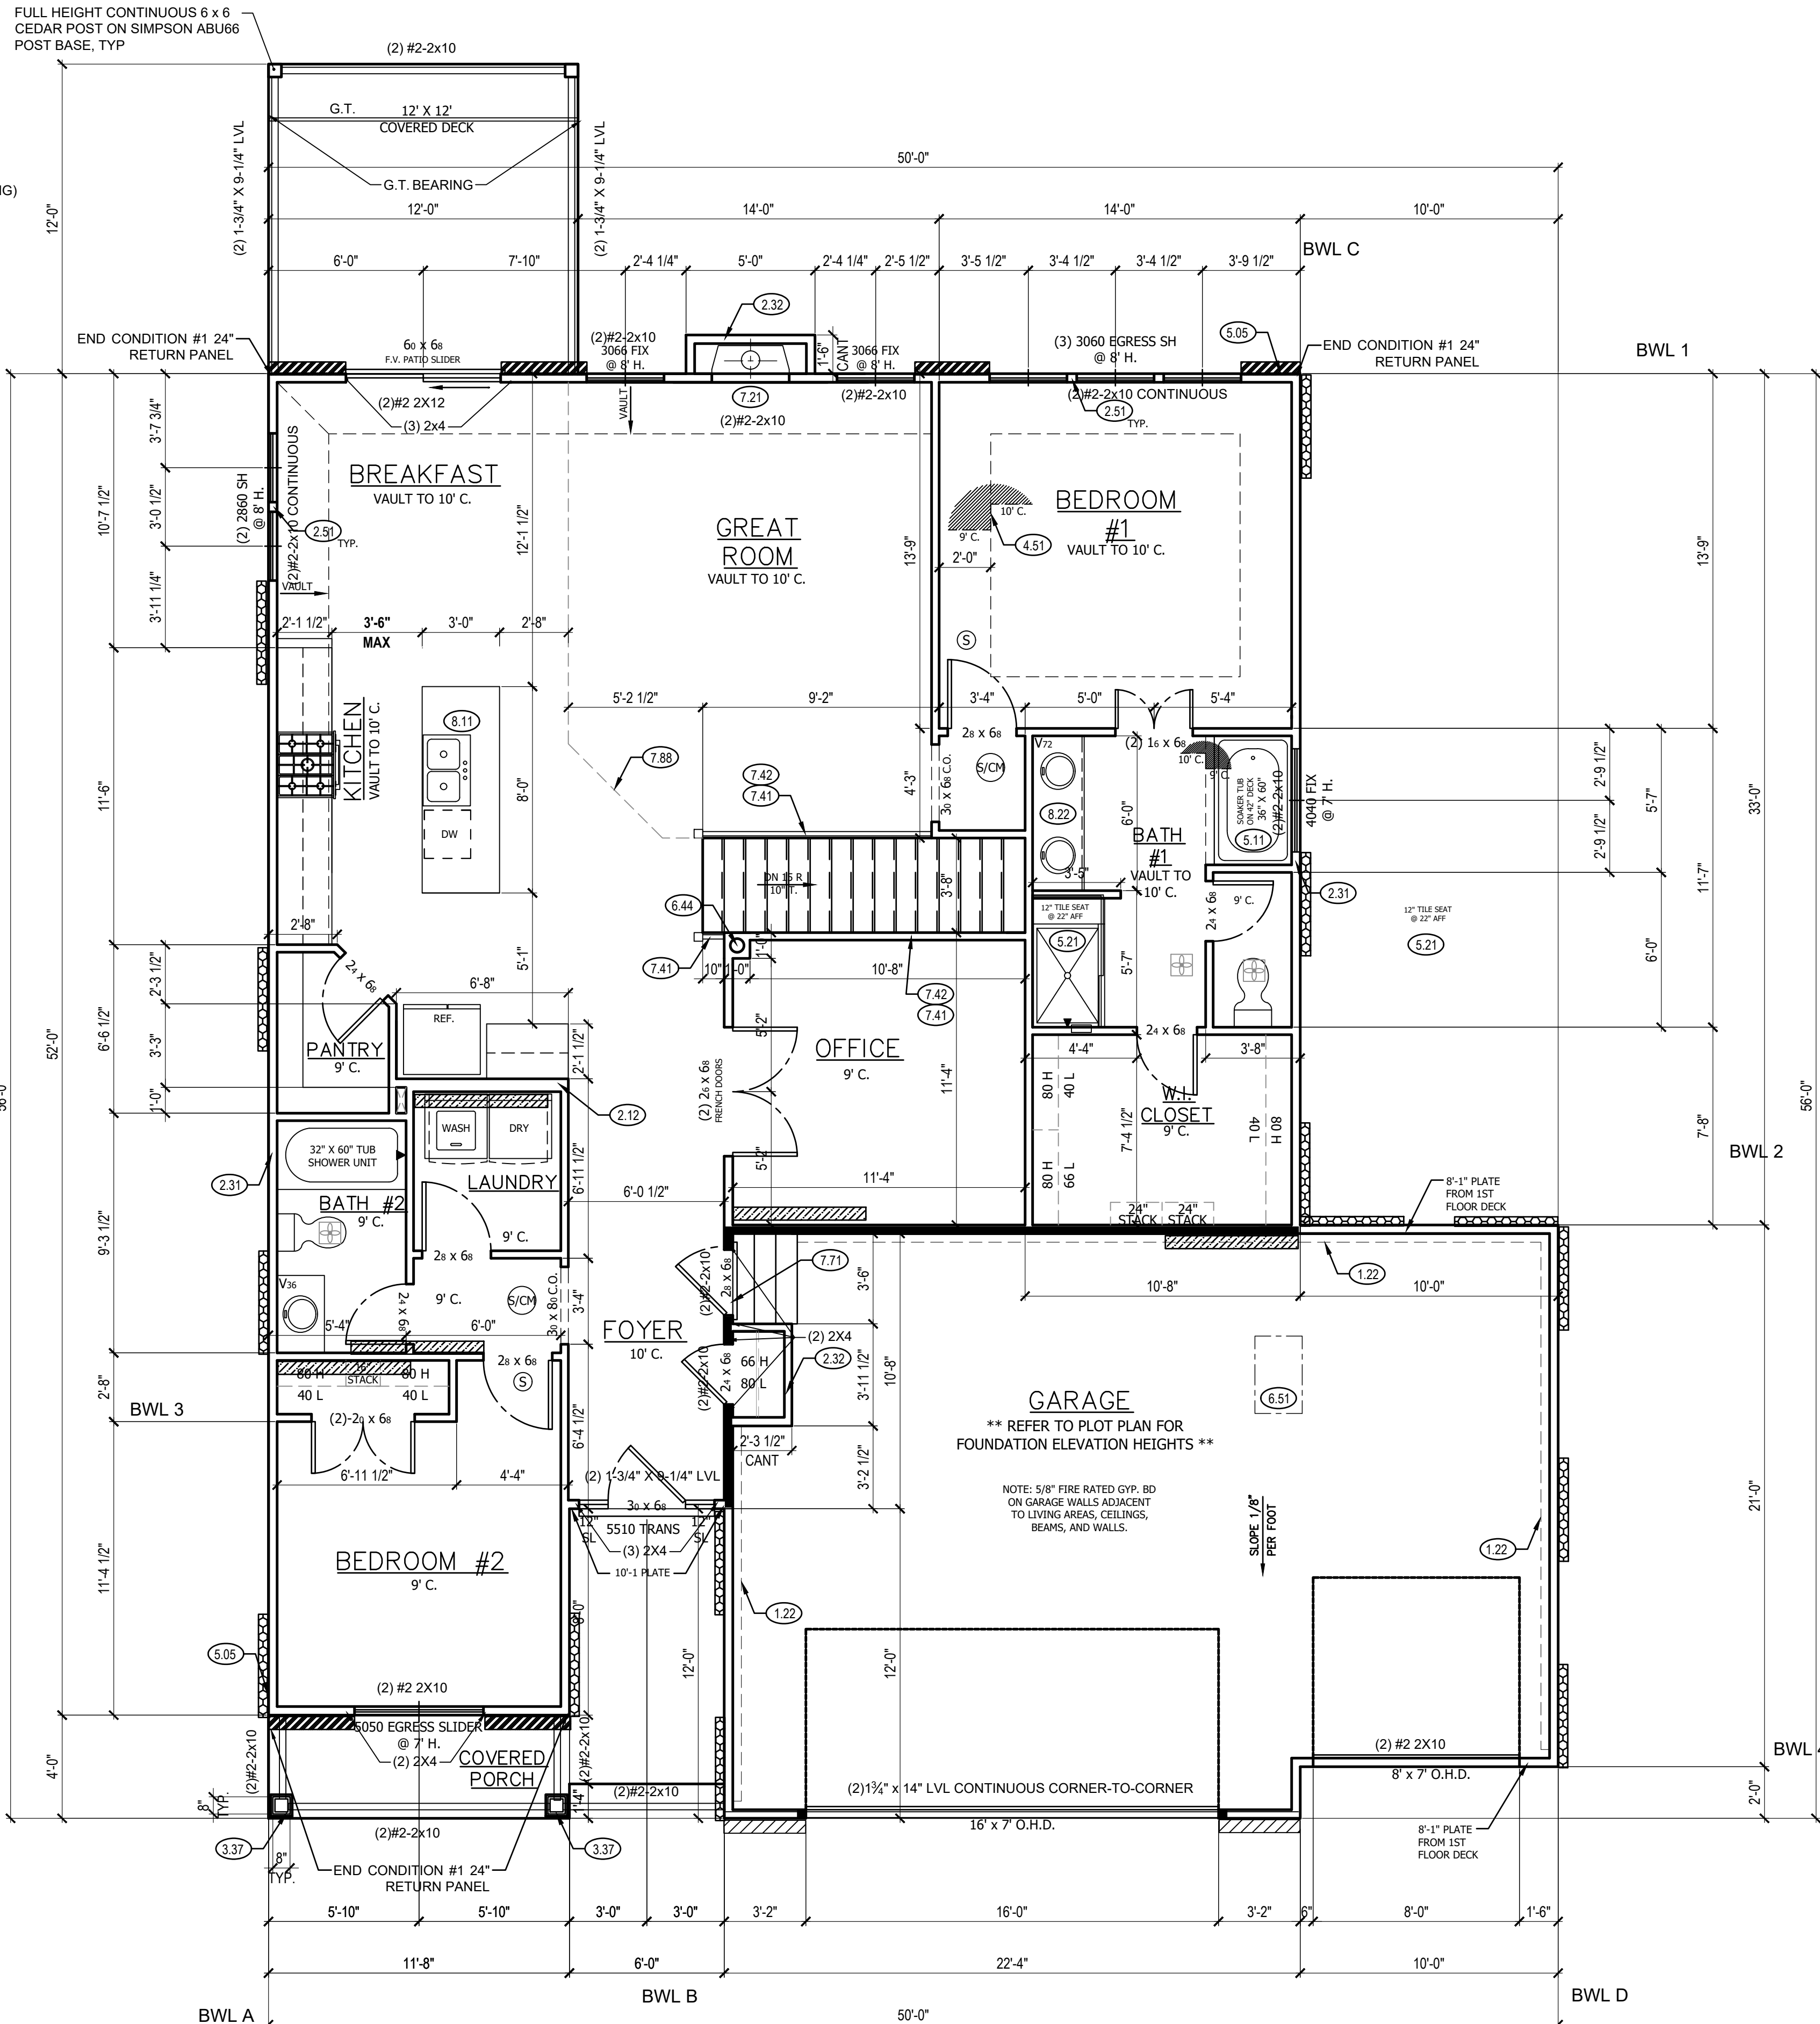 FULL HEIGHT CONTINUOUS 6 x 6
CEDAR POST ON SIMPSON ABU66
POST BASE, TYP
(2) #2-2x10
G.T.
12' X 12'
COVERED DECK
(2) 1-3/4" X 9-1/4" LVL
(2) 1-3/4" X 9-1/4" LVL
G.T. BEARING
NG)
12'-0"
50'-0"
12'-0"
14'-0"
14'-0"
10'-0"
BWL C
6'-0"
7'-10"
2'-4 1/4"
5'-0"
2'-4 1/4"
2'-5 1/2"
3'-5 1/2"
3'-4 1/2"
3'-4 1/2"
3'-9 1/2"
2.32
END CONDITION #1 24"
RETURN PANEL
60 x 68
F.V. PATIO SLIDER
(2)#2-2x10
3066 FIX
@ 8' H.
1'-6"
CANT
3066 FIX
@ 8' H.
(3) 3060 EGRESS SH
@ 8' H.
5.05
END CONDITION #1 24"
RETURN PANEL
BWL 1
(2)#2 2X12
(3) 2x4
VAULT
7.21
(2)#2-2x10
(2)#2-2x10
(2)#2-2x10 CONTINUOUS
2.51
TYP.
3'-7 3/4"
3'-0 1/2"
3'-11 1/4"
10'-7 1/2"
(2) 2860 SH
@ 8' H.
(2)#2-2x10 CONTINUOUS
2.51
TYP.
VAULT
BREAKFAST
VAULT TO 10' C.
12'-1 1/2"
GREAT
ROOM
VAULT TO 10' C.
13'-9"
BEDROOM
#1
VAULT TO 10' C.
10' C.
9' C.
4.51
2'-0"
13'-9"
2'-1 1/2"
3'-6"
MAX
3'-0"
2'-8"
S
5'-2 1/2"
9'-2"
3'-4"
5'-0"
5'-4"
KITCHEN
VAULT TO 10' C.
8.11
DW
8'-0"
7.88
7.42
7.41
28 x 68
S/CM
30 x 68 C.O.
4'-3"
(2) 16 x 68
V72
8.22
10' C.
9' C.
6'-0"
BATH
#1
VAULT TO
10' C.
SOAKER TUB
ON 42" DECK
36" X 60"
5.11
(2)#2-2x10
4040 FIX
@ 7' H.
2'-9 1/2"
2'-9 1/2"
5'-7"
33'-0"
11'-6"
DN 15 R
10" T.
3'-8"
3'-5"
12" TILE SEAT
@ 22" AFF
5.21
9' C.
24 x 68
2.31
12" TILE SEAT
@ 22" AFF
5.21
11'-7"
6'-0"
2'-8"
6.44
7.41
10"
1'-0"
1'-0"
10'-8"
7.42
7.41
5'-7"
5'-1"
24 x 68
6'-8"
REF.
2'-3 1/2"
3'-3"
1'-0"
6'-6 1/2"
52'-0"
56'-0"
PANTRY
9' C.
2'-1 1/2"
5'-2"
OFFICE
9' C.
11'-4"
(2) 26 x 68
FRENCH DOORS
5'-2"
24 x 68
4'-4"
3'-8"
80 H
40 L
W.I.
CLOSET
9' C.
7'-4 1/2"
80 H
40 L
80 H
66 L
24"
STACK
24"
STACK
7'-8"
56'-0"
BWL 2
2.12
WASH
DRY
32" X 60" TUB
SHOWER UNIT
2.31
LAUNDRY
9' C.
6'-11 1/2"
6'-0 1/2"
11'-4"
BATH #2
9' C.
9'-3 1/2"
8'-1" PLATE
FROM 1ST
FLOOR DECK
28 x 68
V36
9' C.
S/CM
24 x 68
30 x 80 C.O.
3'-4"
5'-4"
6'-0"
(2)#2-2x10
28 x 68
7.71
3'-6"
10'-8"
10'-0"
1.22
FOYER
10' C.
(2) 2X4
2.32
66 H
80 L
(2)#2-2x10
24 x 68
3'-11 1/2"
10'-8"
80 H
16"
STACK
80 H
40 L
40 L
28 x 68
S
2'-8"
BWL 3
(2)-20 x 68
6'-4 1/2"
2'-3 1/2"
CANT
3'-2 1/2"
GARAGE
** REFER TO PLOT PLAN FOR
FOUNDATION ELEVATION HEIGHTS **
6.51
6'-11 1/2"
4'-4"
(2) 1-3/4" X 9-1/4" LVL
30 x 68
12"
SL
5510 TRANS
12"
SL
(3) 2X4
10'-1 PLATE
NOTE: 5/8" FIRE RATED GYP. BD
ON GARAGE WALLS ADJACENT
TO LIVING AREAS, CEILINGS,
BEAMS, AND WALLS.
SLOPE 1/8"
PER FOOT
1.22
21'-0"
BEDROOM #2
9' C.
11'-4 1/2"
8'-0"
1.22
5.05
12'-0"
12'-0"
(2) #2 2X10
5050 EGRESS SLIDER
@ 7' H.
(2) 2X4
COVERED
PORCH
(2)#2-2x10
(2)#2-2x10
4'-0"
(2) #2 2X10
8' x 7' O.H.D.
BWL 4
2'-0"
(2)1¾" x 14" LVL CONTINUOUS CORNER-TO-CORNER
16' x 7' O.H.D.
(2)#2-2x10
1'-4"
8"
TYP.
(2)#2-2x10
3.37
3.37
8"
TYP.
END CONDITION #1 24"
RETURN PANEL
8'-1" PLATE
FROM 1ST
FLOOR DECK
5'-10"
5'-10"
3'-0"
3'-0"
3'-2"
16'-0"
3'-2"
6"
8'-0"
1'-6"
11'-8"
6'-0"
22'-4"
10'-0"
BWL A
BWL B
50'-0"
BWL D